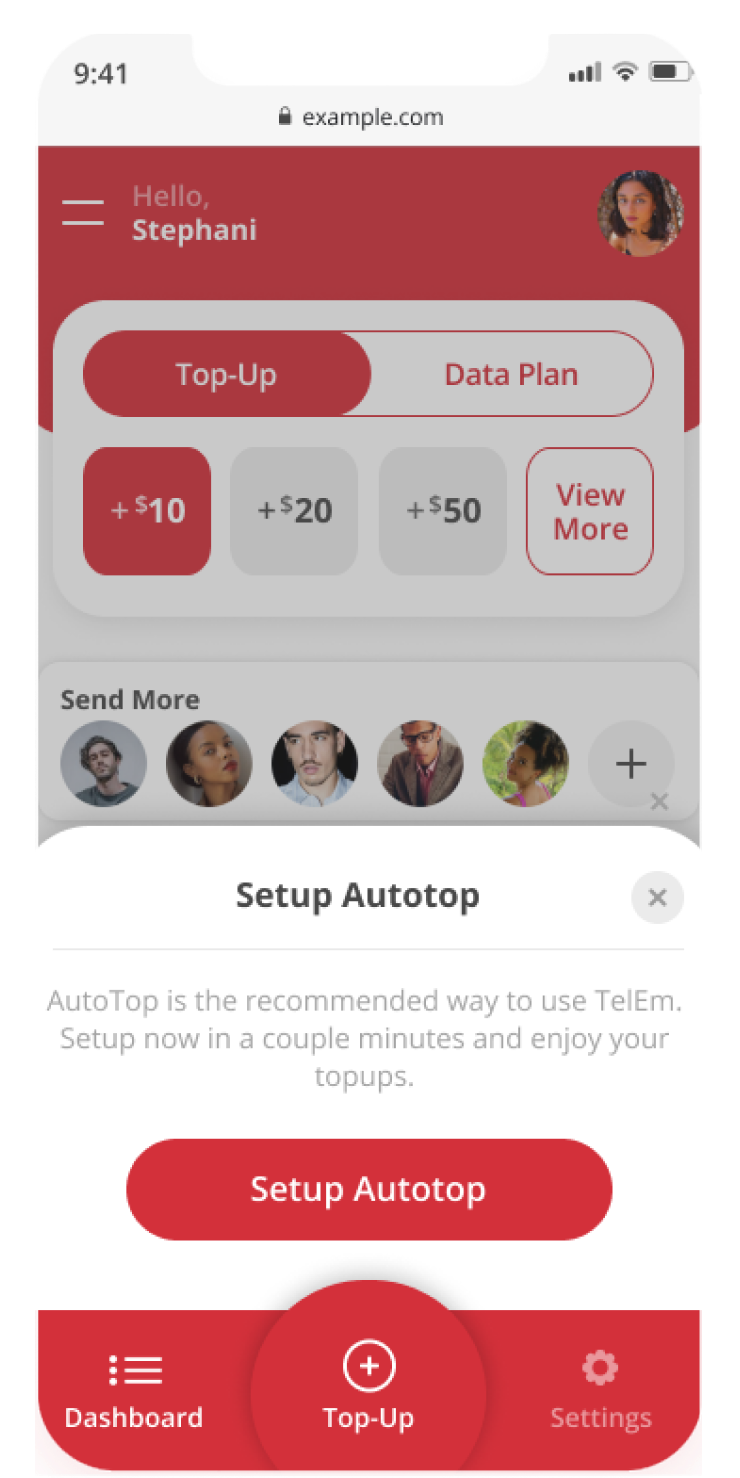 9:41
example.com
Hello,
Stephani
Top-Up
Data Plan
+$10
+$20
+$50
View
More
Send More
Setup Autotop
AutoTop is the recommended way to use TelEm.
Setup now in a couple minutes and enjoy your
topups.
Setup Autotop
Dashboard
Top-Up
Settings